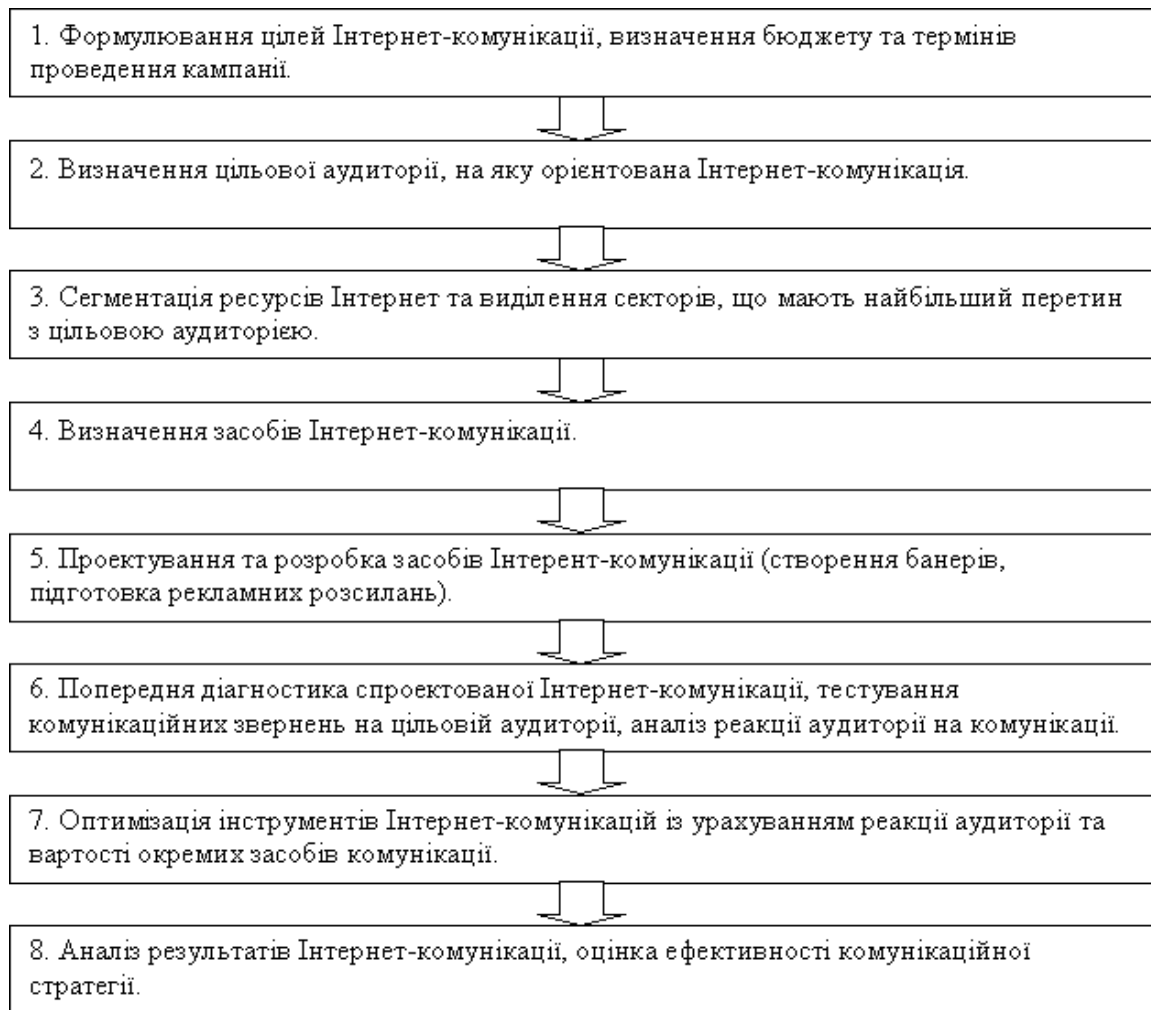 1. Формулювання цілей Інтернет-комунікації, визначення бюджету та термінів
проведення кампанії.
2. Визначення цільової аудиторії, на яку орієнтована Інтернет-комунікація.
3. Сегментація ресурсів Інтернет та виділення секторів, що мають найбільший перетин
з цільовою аудиторією.
4. Визначення засобів Інтернет-комунікації.
5. Проектування та розробка засобів Інтерент-комунікації (створення банерів,
підготовка рекламних розсилань).
6. Попередня діагностика спроектованої Інтернет-комунікації, тестування
комунікаційних звернень на цільовій аудиторії, аналіз реакції аудиторії на комунікації.
7. Оптимізація інструментів Інтернет-комунікацій із урахуванням реакції аудиторії та
вартості окремих засобів комунікації.
8. Аналіз результатів Інтернет-комунікації, оцінка ефективності комунікаційної
стратегії.